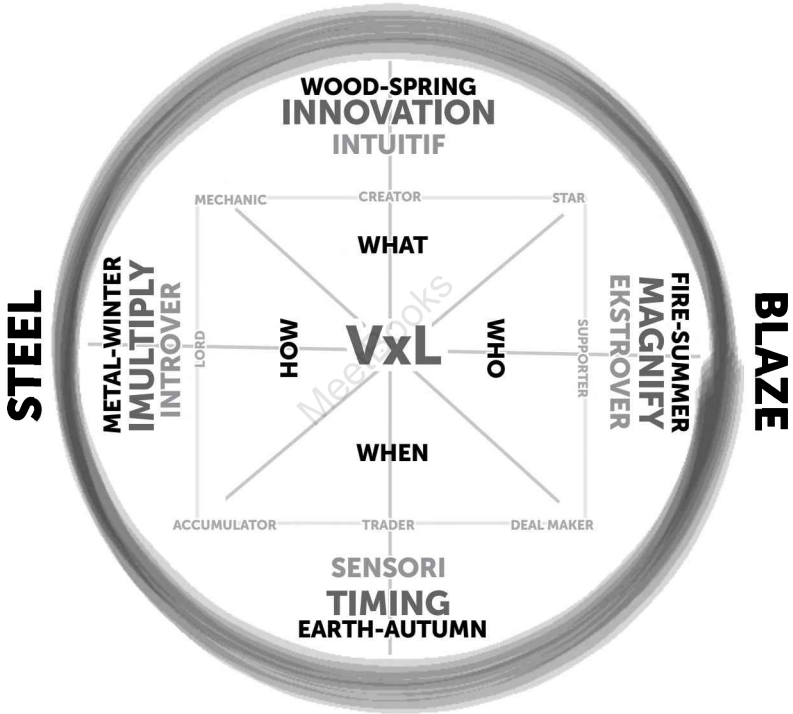 WOOD-SPRING
INNOVATION
INTUITIF
MECHANIC
CREATOR
STAR
WHAT
STEEL
METAL-WINTER
IMULTIPLY
INTROVER
LORD
HOW
VxL
WHO
SUPPORTER
EKSTROVER
MAGNIFY
FIRE-SUMMER
BLAZE
WHEN
ACCUMULATOR
TRADER
DEAL MAKER
SENSORI
TIMING
EARTH-AUTUMN